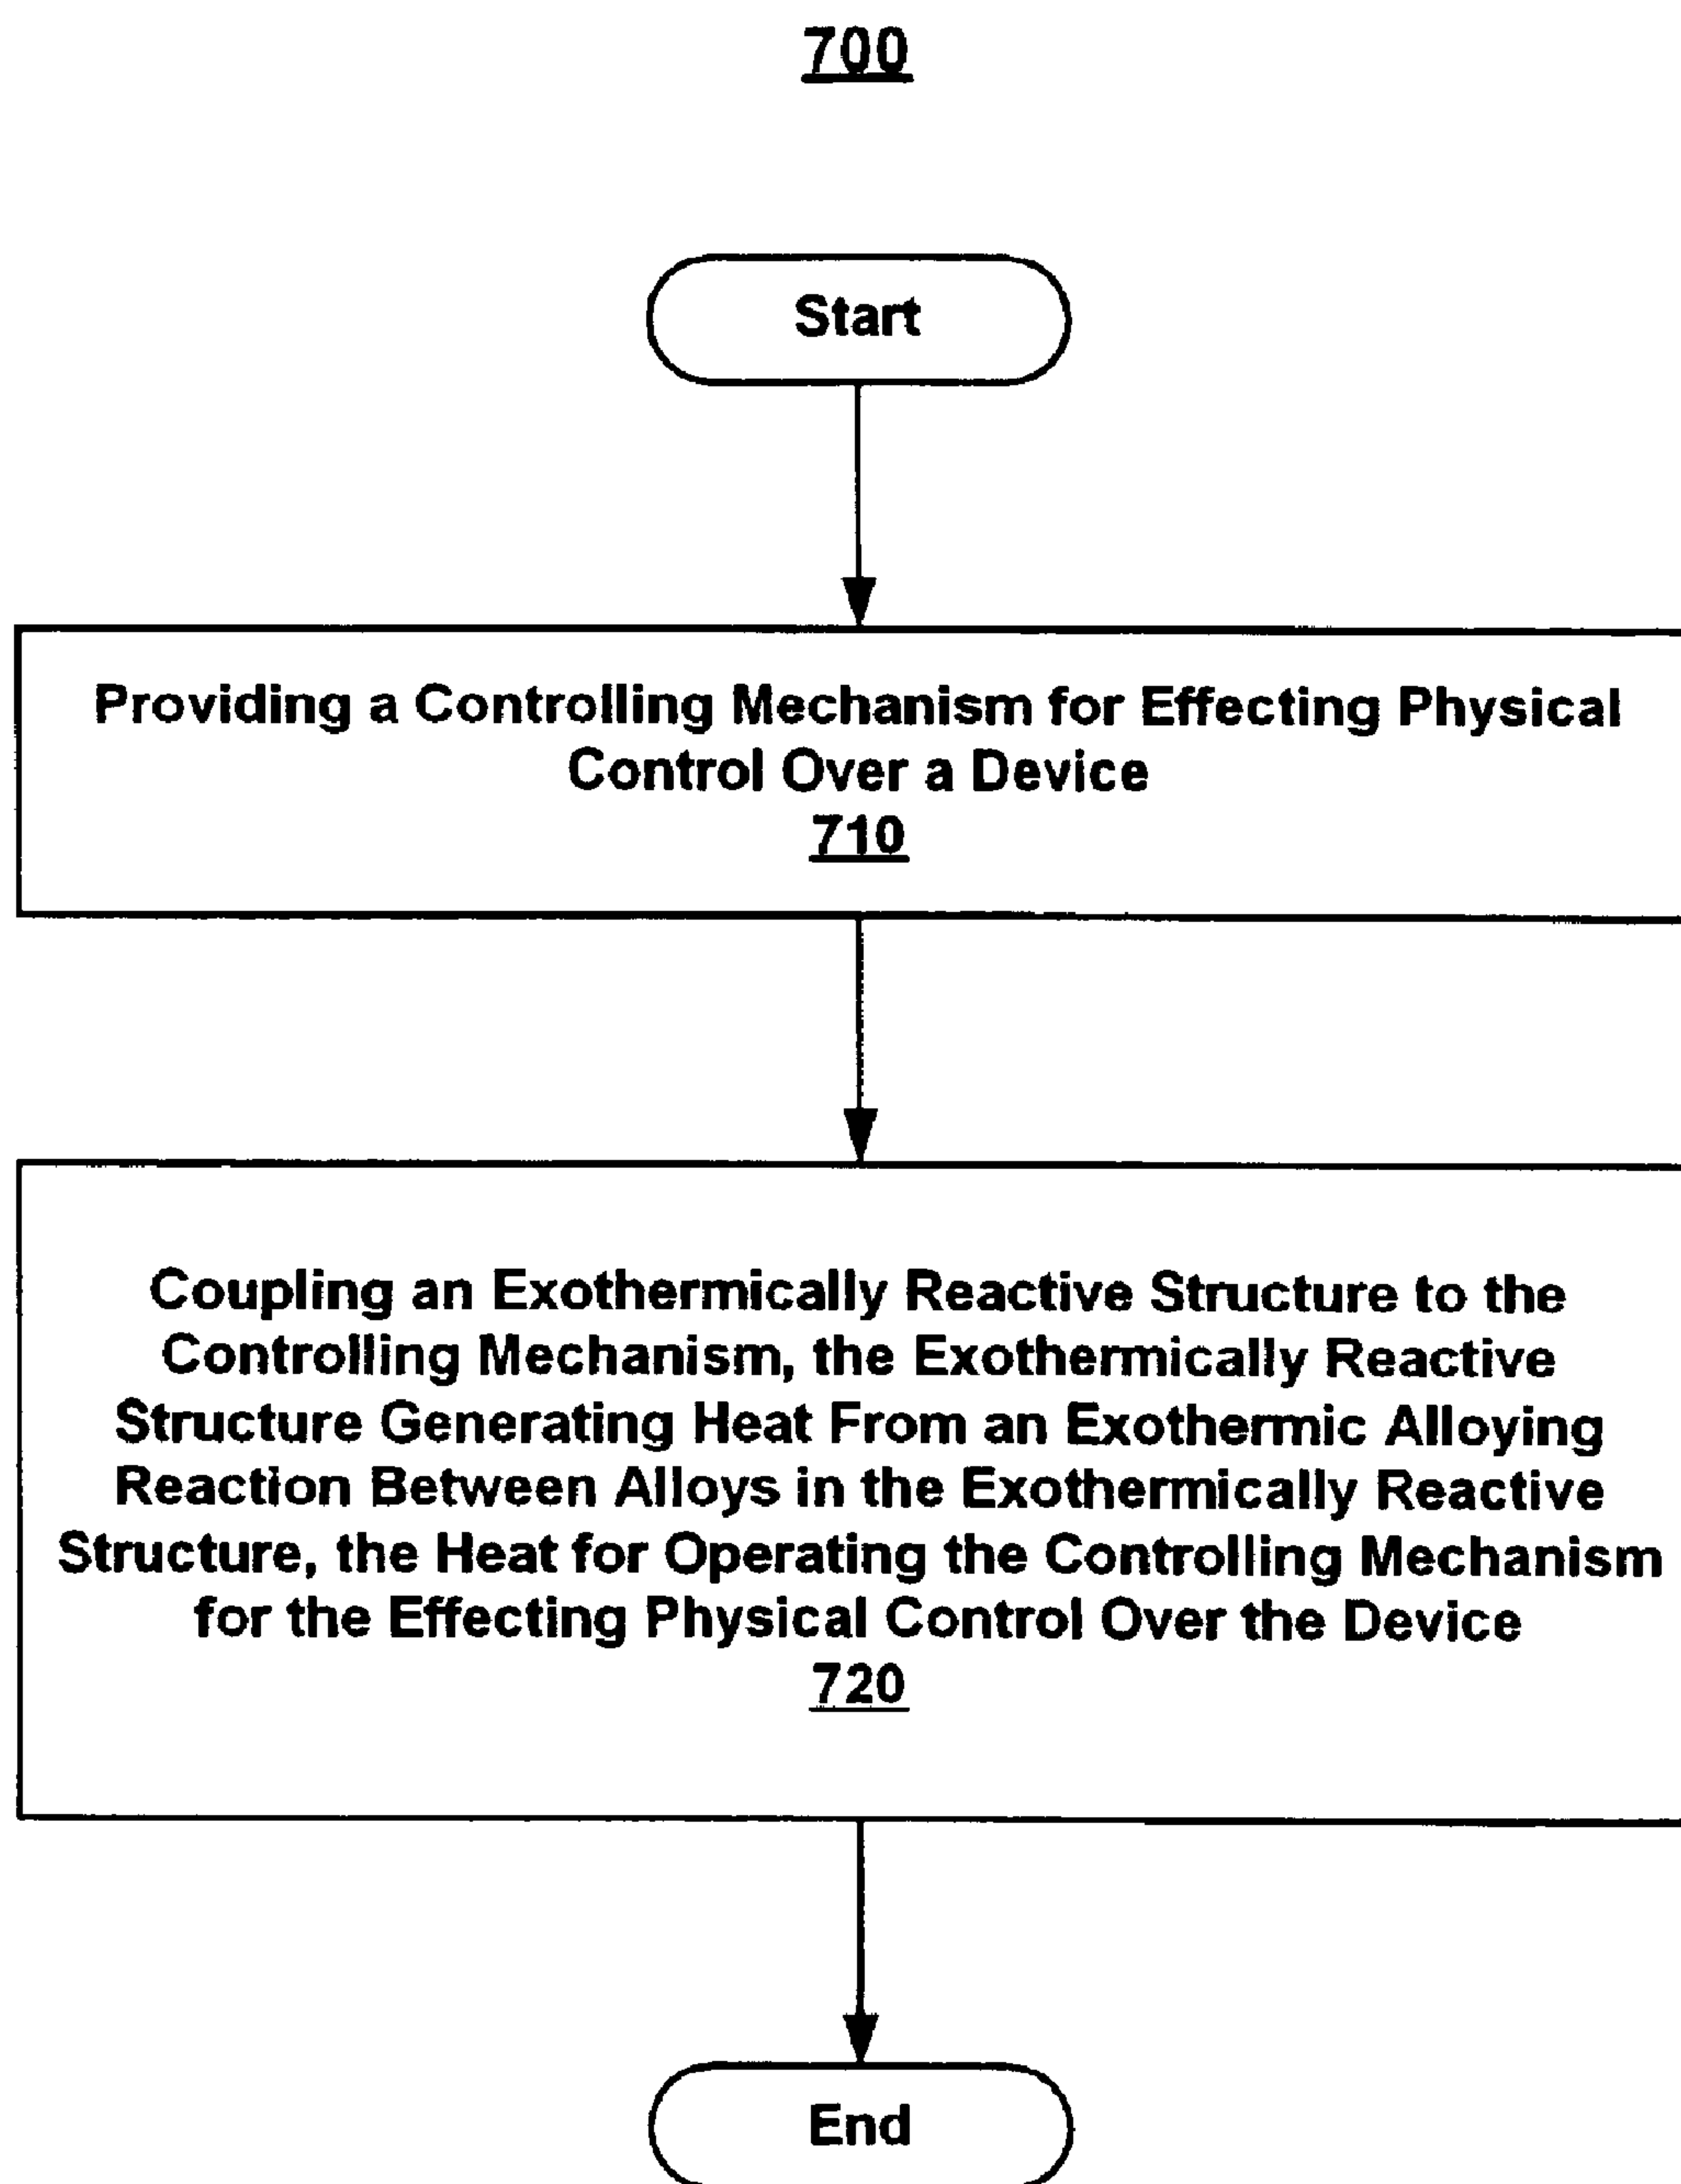 700
Start
Providing a Controlling Mechanism for Effecting Physical
Control Over a Device
710
Coupling an Exothermically Reactive Structure to the
Controlling Mechanism, the Exothermically Reactive
Structure Generating Heat From an Exothermic Alloying
Reaction Between Alloys in the Exothermically Reactive
Structure, the Heat for Operating the Controlling Mechanism
for the Effecting Physical Control Over the Device
720
End